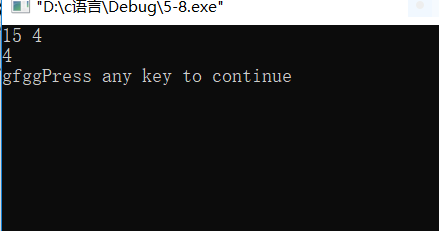 "D:\c语言\Debug\5-8.exe"
15 4
4
gfggPress any key to continue